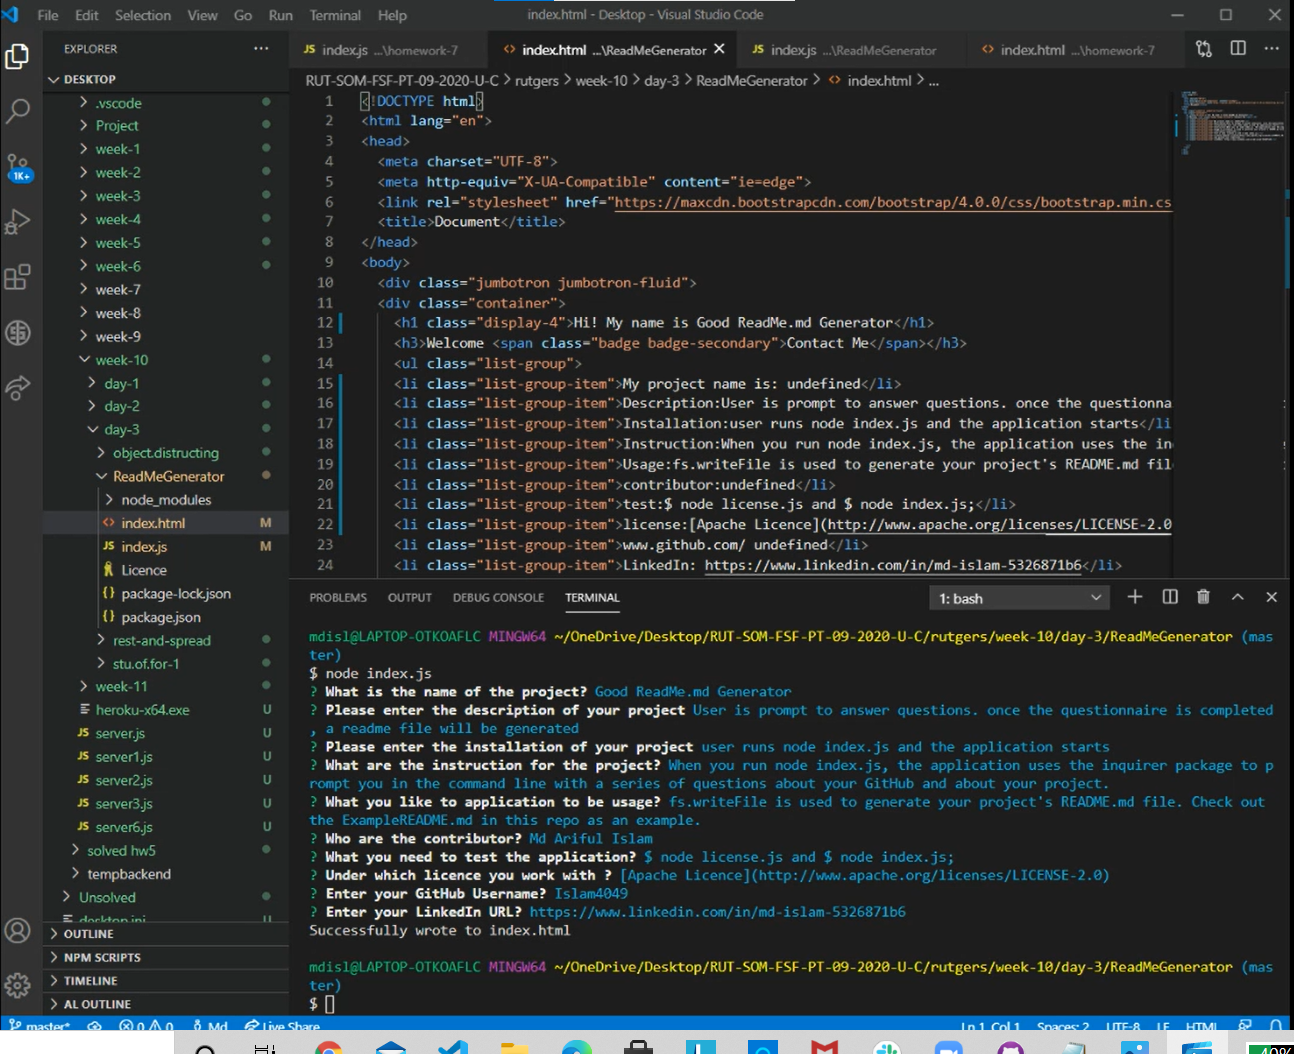 File Edit Selection View Go Run Terminal Help index.html - Desktop - Visual Studio Code
EXPLORER
index.js ...\homework-7 index.html ...\ReadMeGenerator index.js ...\ReadMeGenerator index.html ...\homework-7
RUT-SOM-FSF-PT-09-2020-U-C > rutgers > week-10 > day-3 > ReadMeGenerator > index.html > ...
DESKTOP
.vscode
Project
week-1
week-2
week-3
week-4
week-5
week-6
week-7
week-8
week-9
week-10
day-1
day-2
day-3
object.distructing
ReadMeGenerator
node_modules
index.html M
JS index.js M
Licence
{} package-lock.json
{} package.json
rest-and-spread
stu.of.for-1
week-11
heroku-x64.exe U
JS server.js U
JS server1.js U
JS server2.js U
JS server3.js U
JS server6.js U
solved hw5
tempbackend
Unsolved
desktop.ini U
OUTLINE
NPM SCRIPTS
TIMELINE
AL OUTLINE
1K+
1 <!DOCTYPE html>
2 <html lang="en">
3 <head>
4 <meta charset="UTF-8">
5 <meta http-equiv="X-UA-Compatible" content="ie=edge">
6 <link rel="stylesheet" href="https://maxcdn.bootstrapcdn.com/bootstrap/4.0.0/css/bootstrap.min.cs
7 <title>Document</title>
8 </head>
9 <body>
10 <div class="jumbotron jumbotron-fluid">
11 <div class="container">
12 <h1 class="display-4">Hi! My name is Good ReadMe.md Generator</h1>
13 <h3>Welcome <span class="badge badge-secondary">Contact Me</span></h3>
14 <ul class="list-group">
15 <li class="list-group-item">My project name is: undefined</li>
16 <li class="list-group-item">Description:User is prompt to answer questions. once the questionna
17 <li class="list-group-item">Installation:user runs node index.js and the application starts</li
18 <li class="list-group-item">Instruction:When you run node index.js, the application uses the in
19 <li class="list-group-item">Usage:fs.writeFile is used to generate your project's README.md fil
20 <li class="list-group-item">contributor:undefined</li>
21 <li class="list-group-item">test:$ node license.js and $ node index.js;</li>
22 <li class="list-group-item">license:[Apache Licence](http://www.apache.org/licenses/LICENSE-2.0
23 <li class="list-group-item">www.github.com/ undefined</li>
24 <li class="list-group-item">LinkedIn: https://www.linkedin.com/in/md-islam-5326871b6</li>
PROBLEMS OUTPUT DEBUG CONSOLE TERMINAL 1: bash
mdisl@LAPTOP-OTKOAFLC MINGW64 ~/OneDrive/Desktop/RUT-SOM-FSF-PT-09-2020-U-C/rutgers/week-10/day-3/ReadMeGenerator (mas
ter)
$ node index.js
? What is the name of the project? Good ReadMe.md Generator
? Please enter the description of your project User is prompt to answer questions. once the questionnaire is completed
, a readme file will be generated
? Please enter the installation of your project user runs node index.js and the application starts
? What are the instruction for the project? When you run node index.js, the application uses the inquirer package to p
rompt you in the command line with a series of questions about your GitHub and about your project.
? What you like to application to be usage? fs.writeFile is used to generate your project's README.md file. Check out
the ExampleREADME.md in this repo as an example.
? Who are the contributor? Md Ariful Islam
? What you need to test the application? $ node license.js and $ node index.js;
? Under which licence you work with ? [Apache Licence](http://www.apache.org/licenses/LICENSE-2.0)
? Enter your GitHub Username? Islam4049
? Enter your LinkedIn URL? https://www.linkedin.com/in/md-islam-5326871b6
Successfully wrote to index.html
mdisl@LAPTOP-OTKOAFLC MINGW64 ~/OneDrive/Desktop/RUT-SOM-FSF-PT-09-2020-U-C/rutgers/week-10/day-3/ReadMeGenerator (mas
ter)
$
master* 0 0 Md Live Share Ln 1, Col 1 Spaces: 2 UTF-8 LF HTML
40%